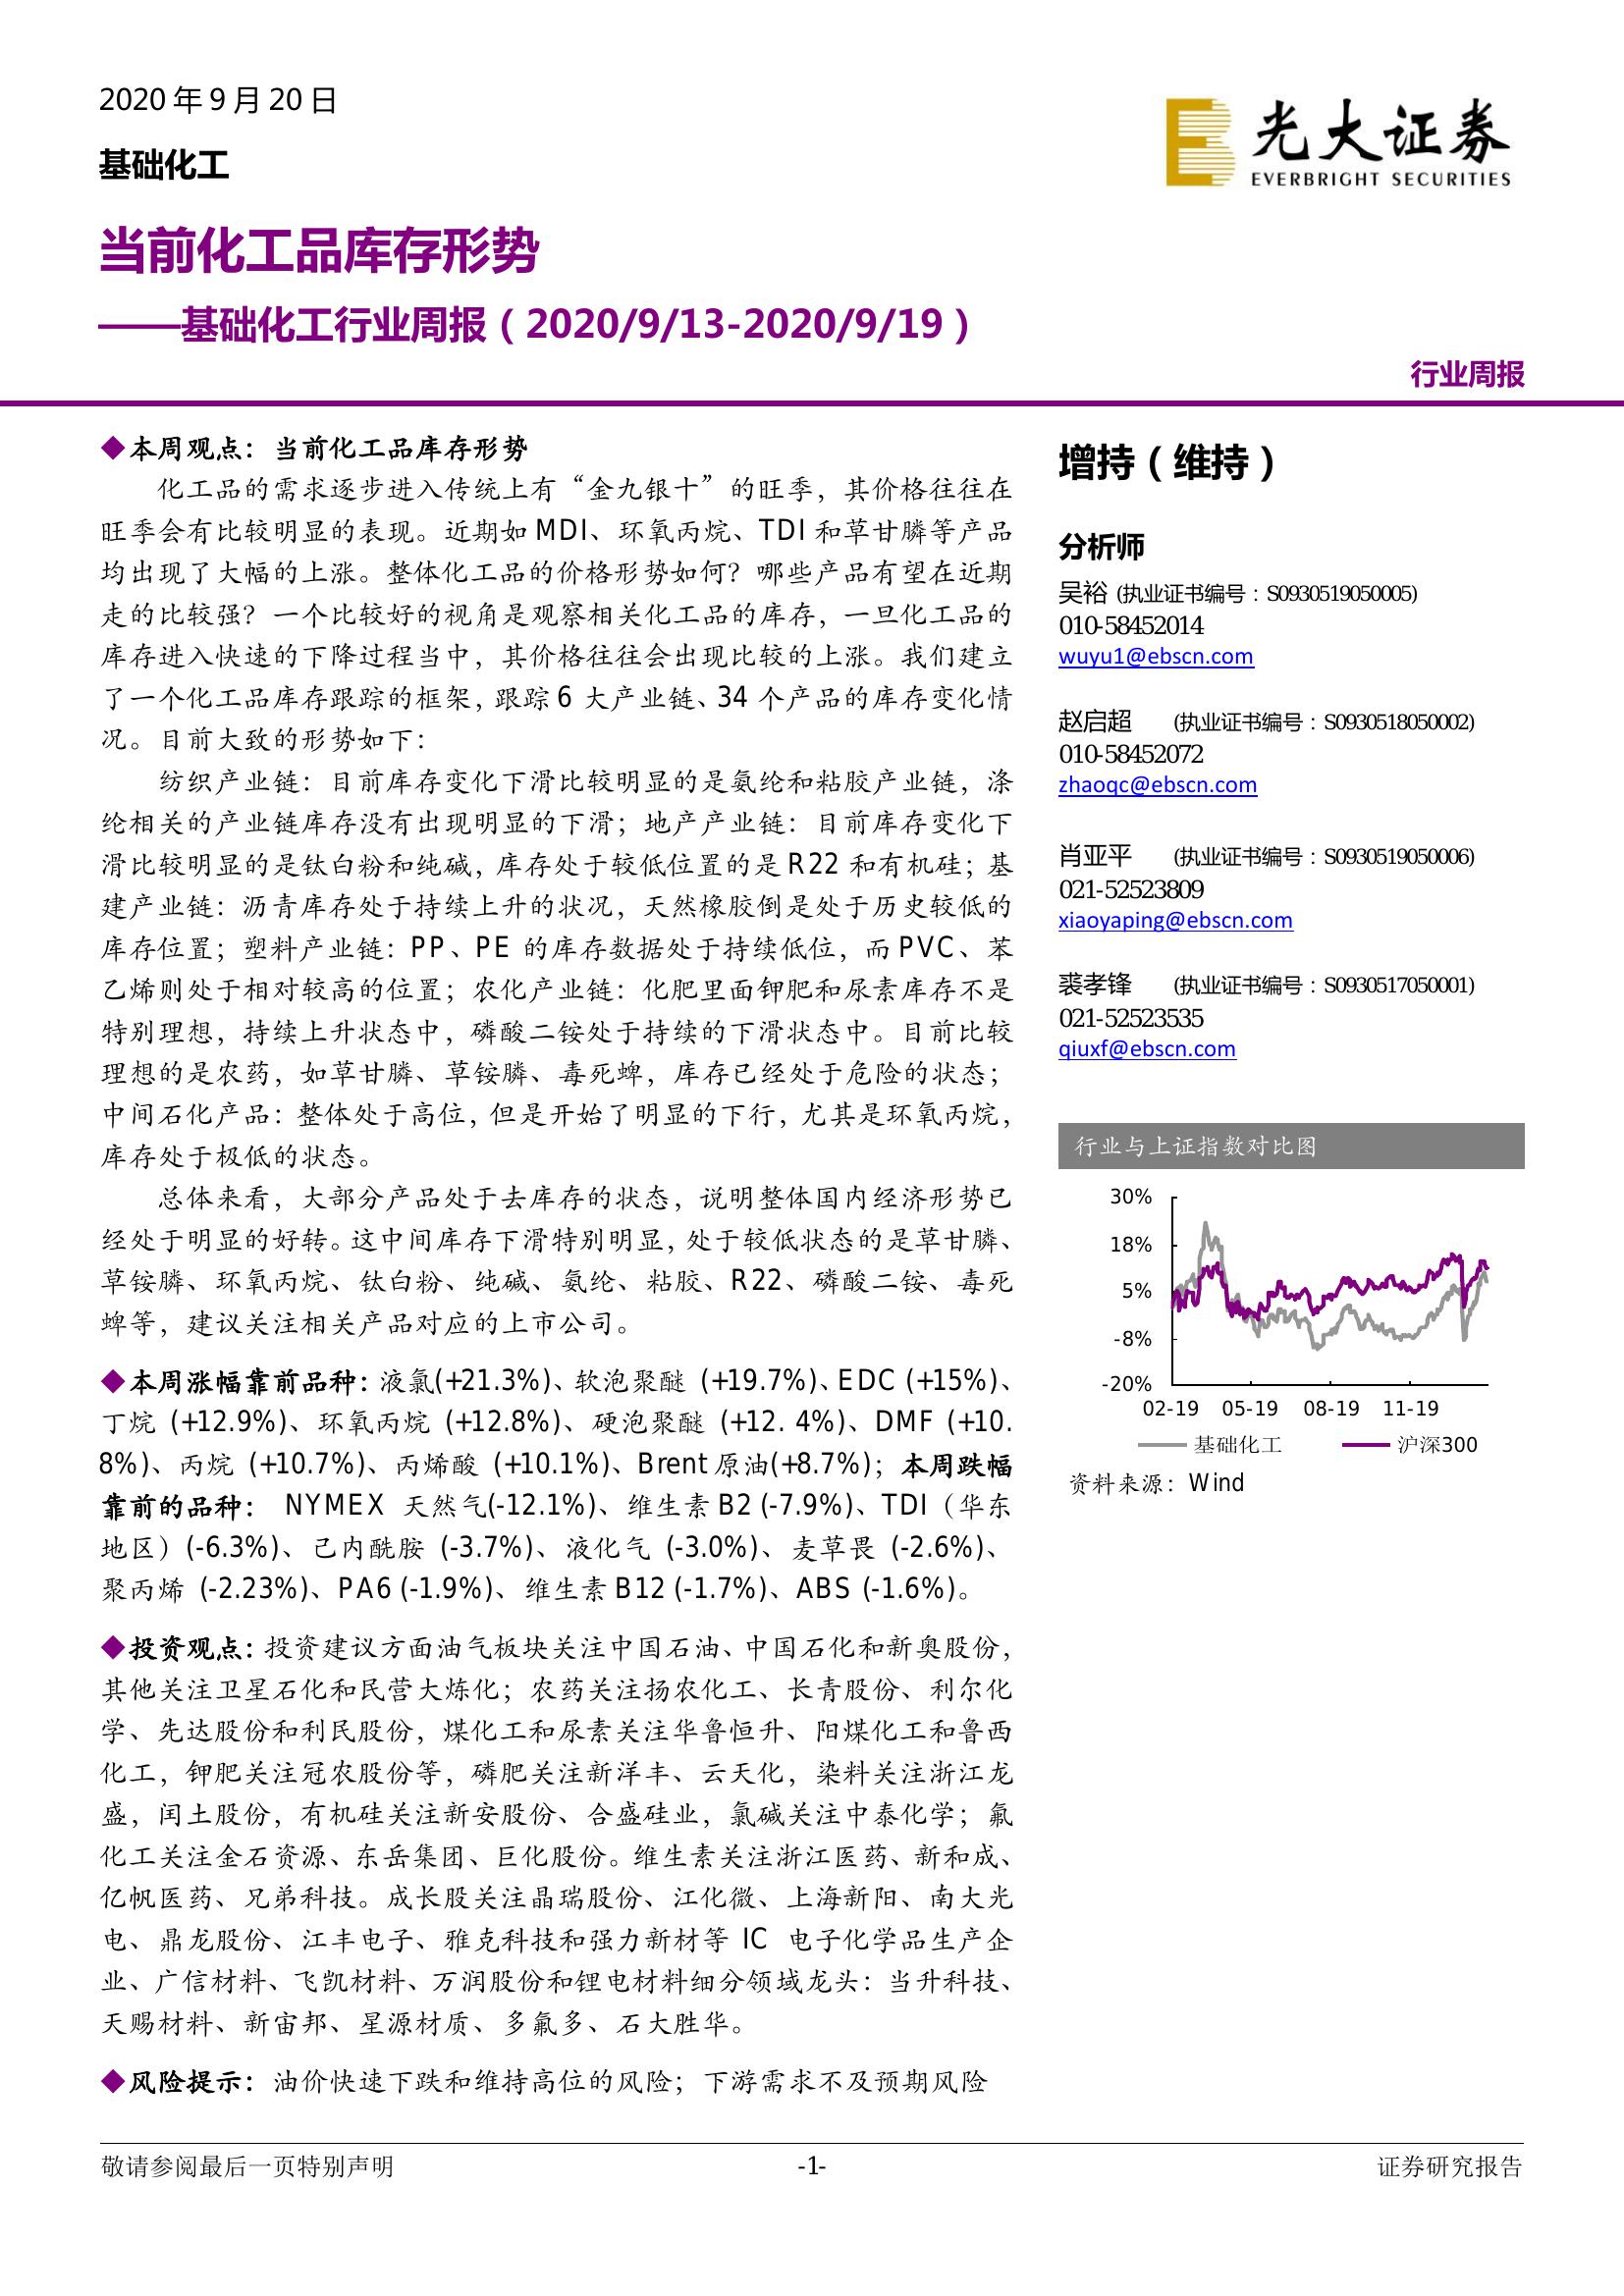 2020 年 9 月 20 日
基础化工
光大证券
EVERBRIGHT SECURITIES
当前化工品库存形势
——基础化工行业周报（2020/9/13-2020/9/19）
行业周报
◆本周观点：当前化工品库存形势
化工品的需求逐步进入传统上有“金九银十”的旺季，其价格往往在
旺季会有比较明显的表现。近期如 MDI、环氧丙烷、TDI 和草甘膦等产品
均出现了大幅的上涨。整体化工品的价格形势如何？哪些产品有望在近期
走的比较强？一个比较好的视角是观察相关化工品的库存，一旦化工品的
库存进入快速的下降过程当中，其价格往往会出现比较的上涨。我们建立
了一个化工品库存跟踪的框架，跟踪 6 大产业链、34 个产品的库存变化情
况。目前大致的形势如下：
纺织产业链：目前库存变化下滑比较明显的是氨纶和粘胶产业链，涤
纶相关的产业链库存没有出现明显的下滑；地产产业链：目前库存变化下
滑比较明显的是钛白粉和纯碱，库存处于较低位置的是 R22 和有机硅；基
建产业链：沥青库存处于持续上升的状况，天然橡胶倒是处于历史较低的
库存位置；塑料产业链：PP、PE 的库存数据处于持续低位，而 PVC、苯
乙烯则处于相对较高的位置；农化产业链：化肥里面钾肥和尿素库存不是
特别理想，持续上升状态中，磷酸二铵处于持续的下滑状态中。目前比较
理想的是农药，如草甘膦、草铵膦、毒死蜱，库存已经处于危险的状态；
中间石化产品：整体处于高位，但是开始了明显的下行，尤其是环氧丙烷，
库存处于极低的状态。
总体来看，大部分产品处于去库存的状态，说明整体国内经济形势已
经处于明显的好转。这中间库存下滑特别明显，处于较低状态的是草甘膦、
草铵膦、环氧丙烷、钛白粉、纯碱、氨纶、粘胶、R22、磷酸二铵、毒死
蜱等，建议关注相关产品对应的上市公司。
◆本周涨幅靠前品种：液氯(+21.3%)、软泡聚醚 (+19.7%)、EDC (+15%)、
丁烷 (+12.9%)、环氧丙烷 (+12.8%)、硬泡聚醚 (+12. 4%)、DMF (+10.
8%)、丙烷 (+10.7%)、丙烯酸 (+10.1%)、Brent 原油(+8.7%)；本周跌幅
靠前的品种： NYMEX 天然气(-12.1%)、维生素 B2 (-7.9%)、TDI（华东
地区）(-6.3%)、己内酰胺 (-3.7%)、液化气 (-3.0%)、麦草畏 (-2.6%)、
聚丙烯 (-2.23%)、PA6 (-1.9%)、维生素 B12 (-1.7%)、ABS (-1.6%)。
◆投资观点：投资建议方面油气板块关注中国石油、中国石化和新奥股份，
其他关注卫星石化和民营大炼化；农药关注扬农化工、长青股份、利尔化
学、先达股份和利民股份，煤化工和尿素关注华鲁恒升、阳煤化工和鲁西
化工，钾肥关注冠农股份等，磷肥关注新洋丰、云天化，染料关注浙江龙
盛，闰土股份，有机硅关注新安股份、合盛硅业，氯碱关注中泰化学；氟
化工关注金石资源、东岳集团、巨化股份。维生素关注浙江医药、新和成、
亿帆医药、兄弟科技。成长股关注晶瑞股份、江化微、上海新阳、南大光
电、鼎龙股份、江丰电子、雅克科技和强力新材等 IC 电子化学品生产企
业、广信材料、飞凯材料、万润股份和锂电材料细分领域龙头：当升科技、
天赐材料、新宙邦、星源材质、多氟多、石大胜华。
◆风险提示：油价快速下跌和维持高位的风险；下游需求不及预期风险
增持（维持）
分析师
吴裕 (执业证书编号：S0930519050005)
010-58452014
wuyu1@ebscn.com
赵启超 (执业证书编号：S0930518050002)
010-58452072
zhaoqc@ebscn.com
肖亚平 (执业证书编号：S0930519050006)
021-52523809
xiaoyaping@ebscn.com
裘孝锋 (执业证书编号：S0930517050001)
021-52523535
qiuxf@ebscn.com
行业与上证指数对比图
30%
18%
5%
-8%
-20%
02-19 05-19 08-19 11-19
基础化工 沪深300
资料来源：Wind
敬请参阅最后一页特别声明 -1- 证券研究报告